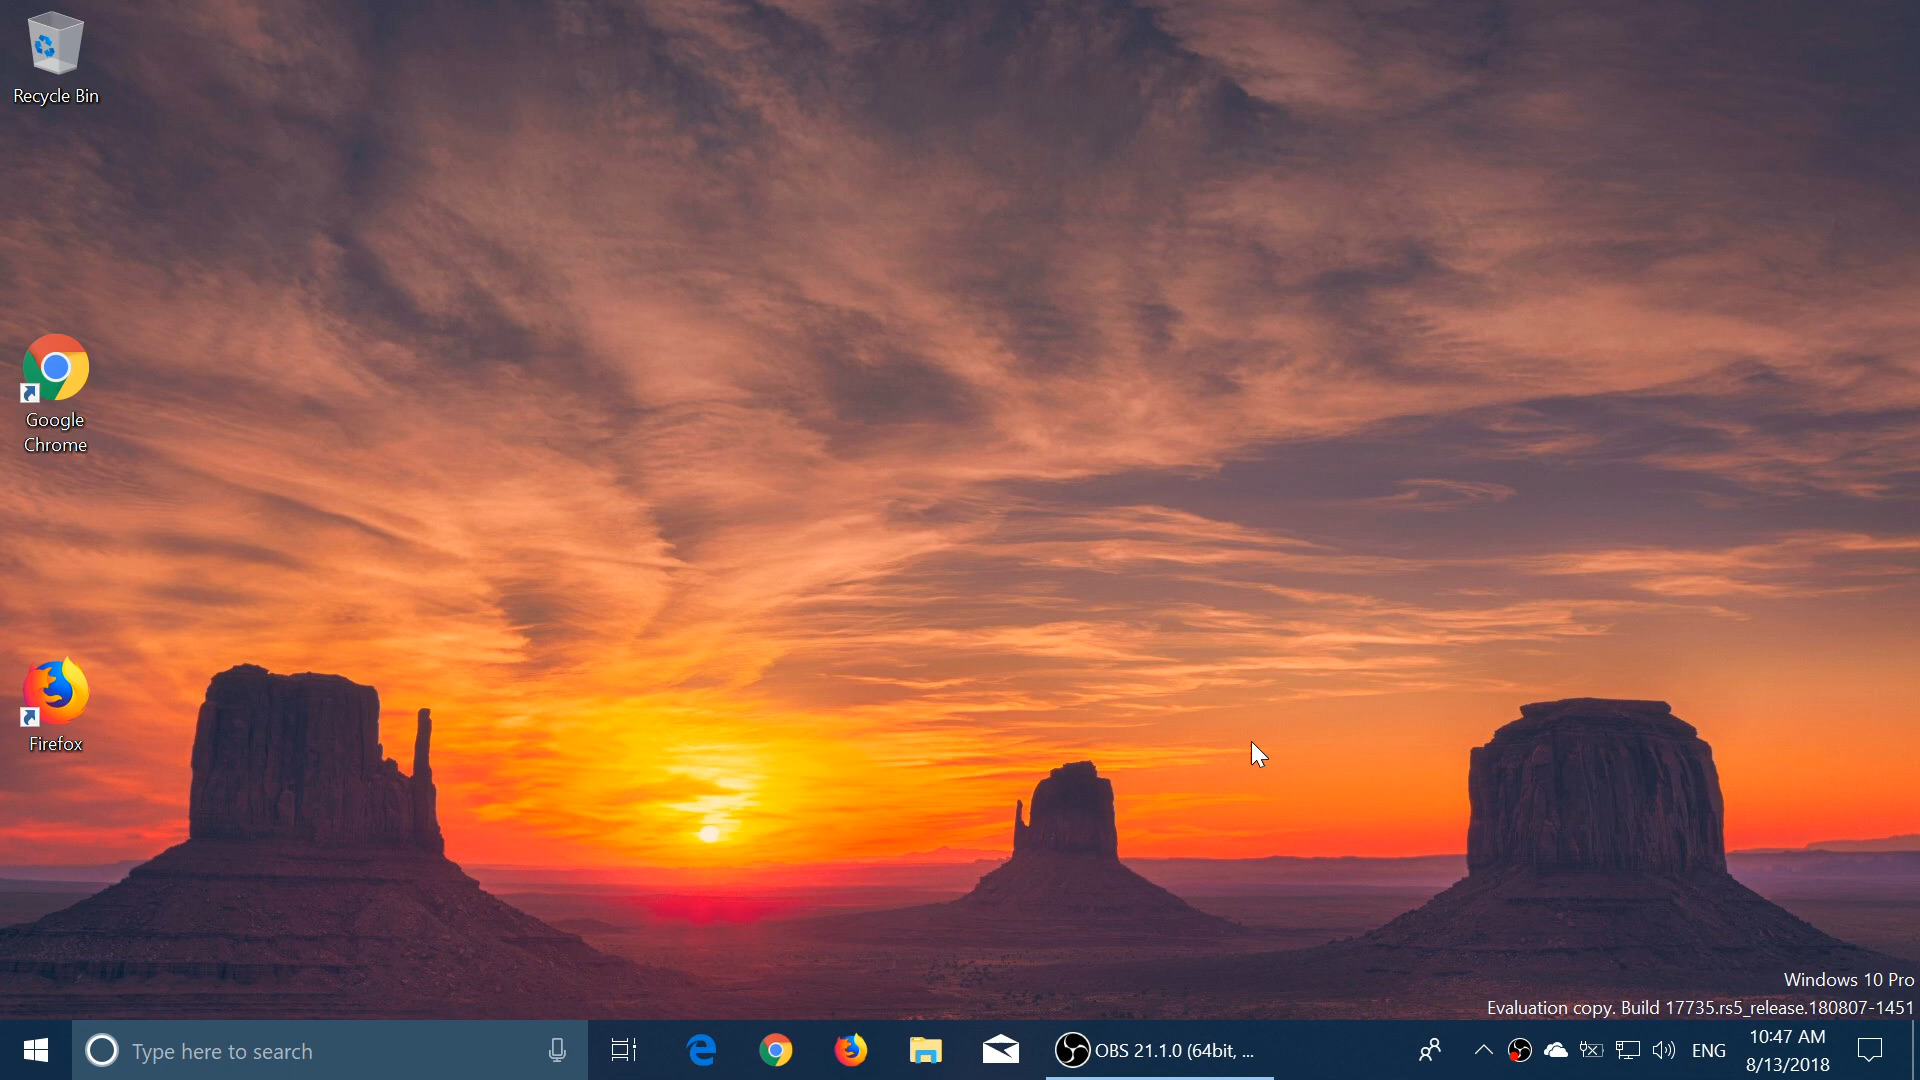 Recycle Bin
Google
Chrome
Firefox
Windows 10 Pro
Evaluation copy. Build 17735.rs5_release.180807-1451
Type here to search
OBS 21.1.0 (64bit, ...
ENG
10:47 AM
8/13/2018